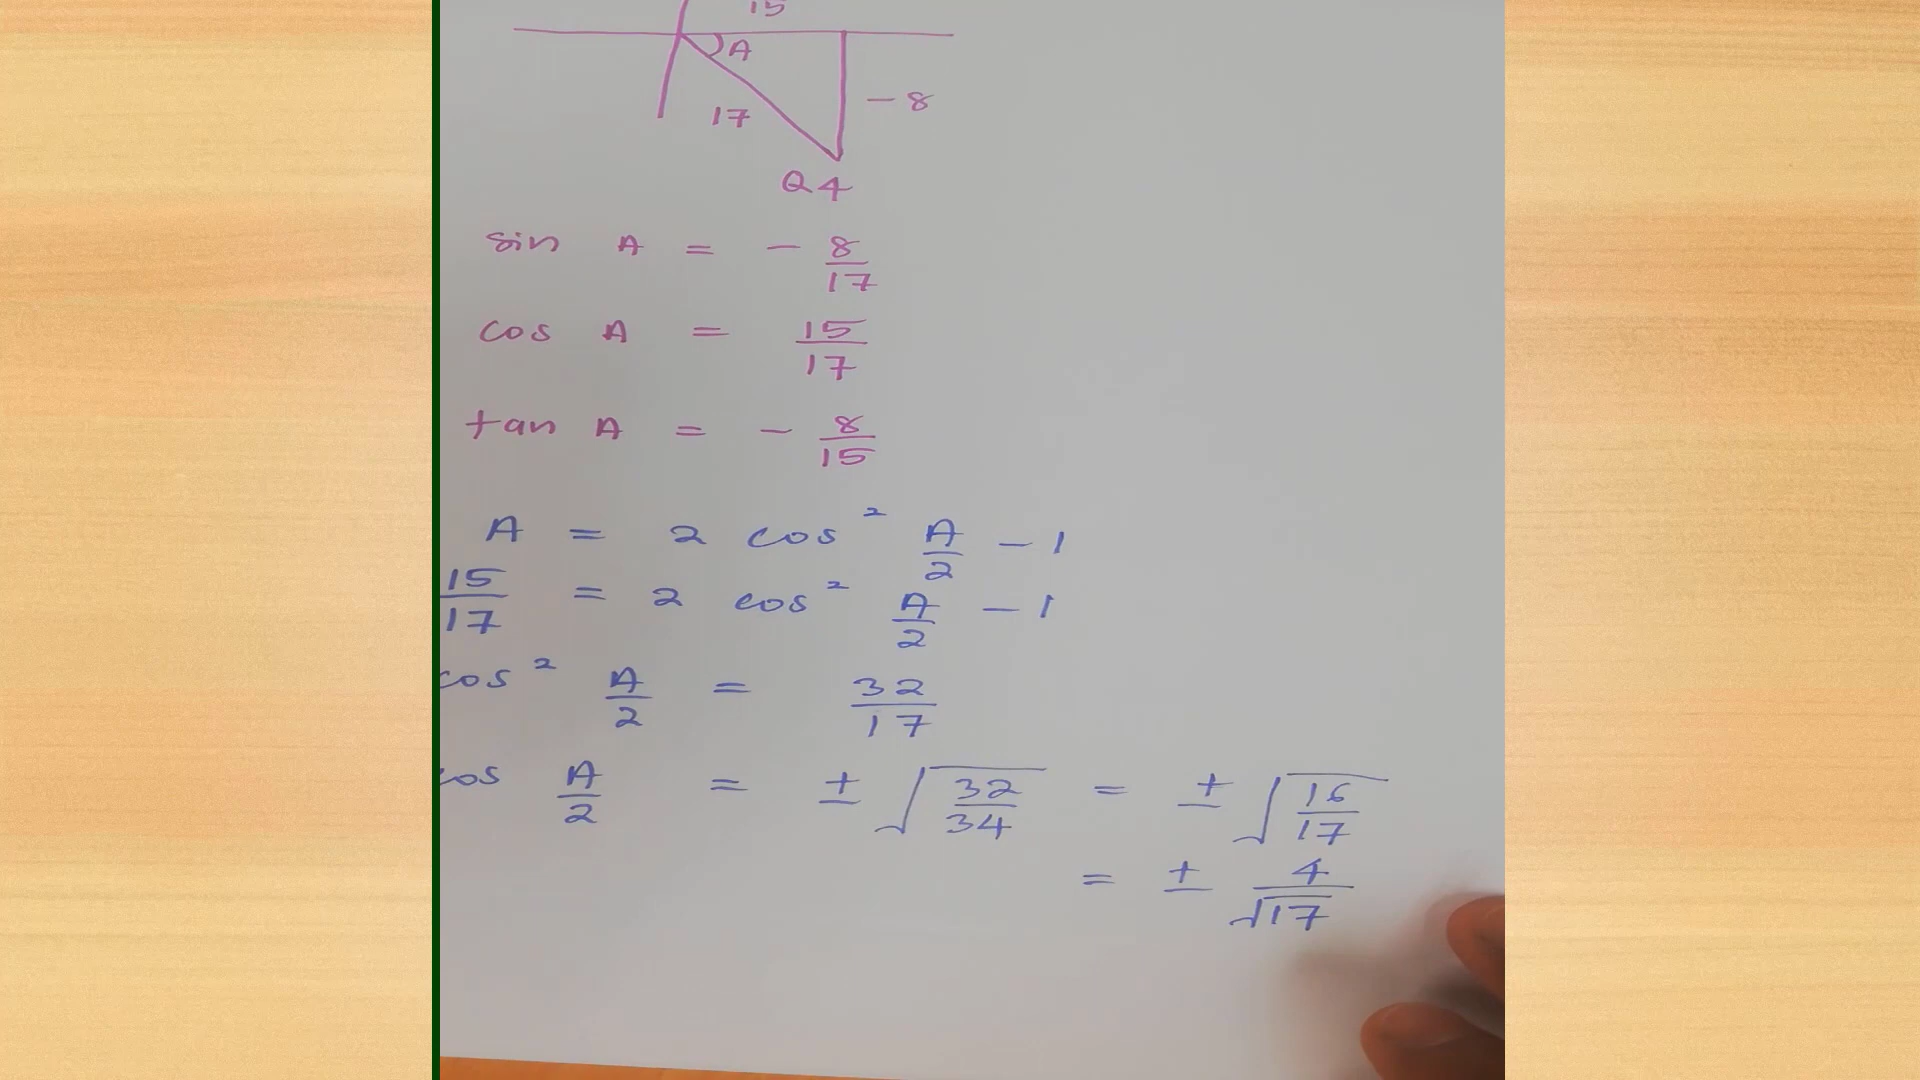 15
A
17
- 8
Q4
sin A = - 8/17
cos A = 15/17
tan A = - 8/15
A = 2 cos² A/2 - 1
15/17 = 2 cos² A/2 - 1
cos² A/2 = 32/17
cos A/2 = ± √(32/34) = ± √(16/17)
= ± 4/√17